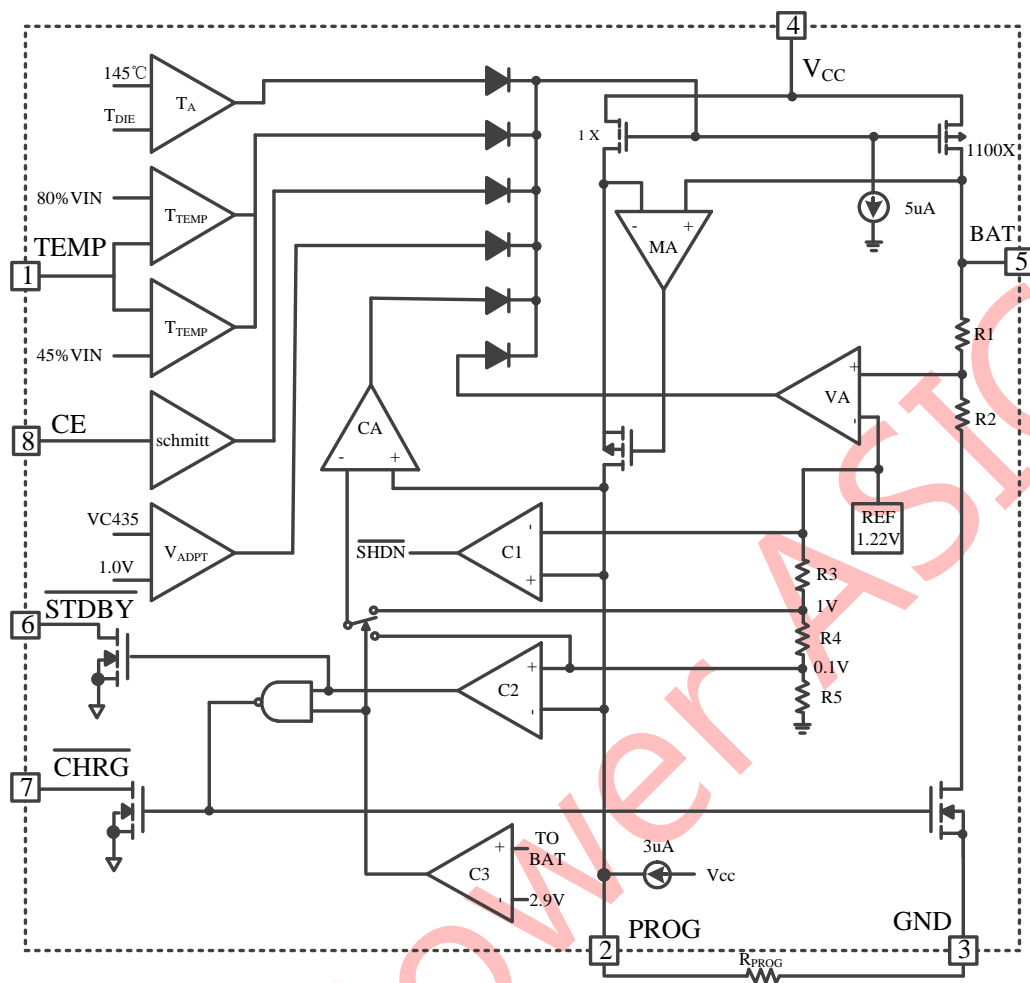 4
VCC
145℃
TDIE
TA
1 X
1100X
80%VIN
TTEMP
5uA
MA
- +
TEMP
1
BAT
5
TTEMP
45%VIN
R1
VA
+
-
R2
CE
8
schmitt
CA
- +
REF
1.22V
VC435
VADPT
1.0V
SHDN
C1
-
+
R3
1V
R4
0.1V
R5
STDBY
6
C2
+
-
CHRG
7
C3
+
-
TO
BAT
2.9V
3uA
Vcc
PROG
2
GND
3
RPROG
ower ASIC